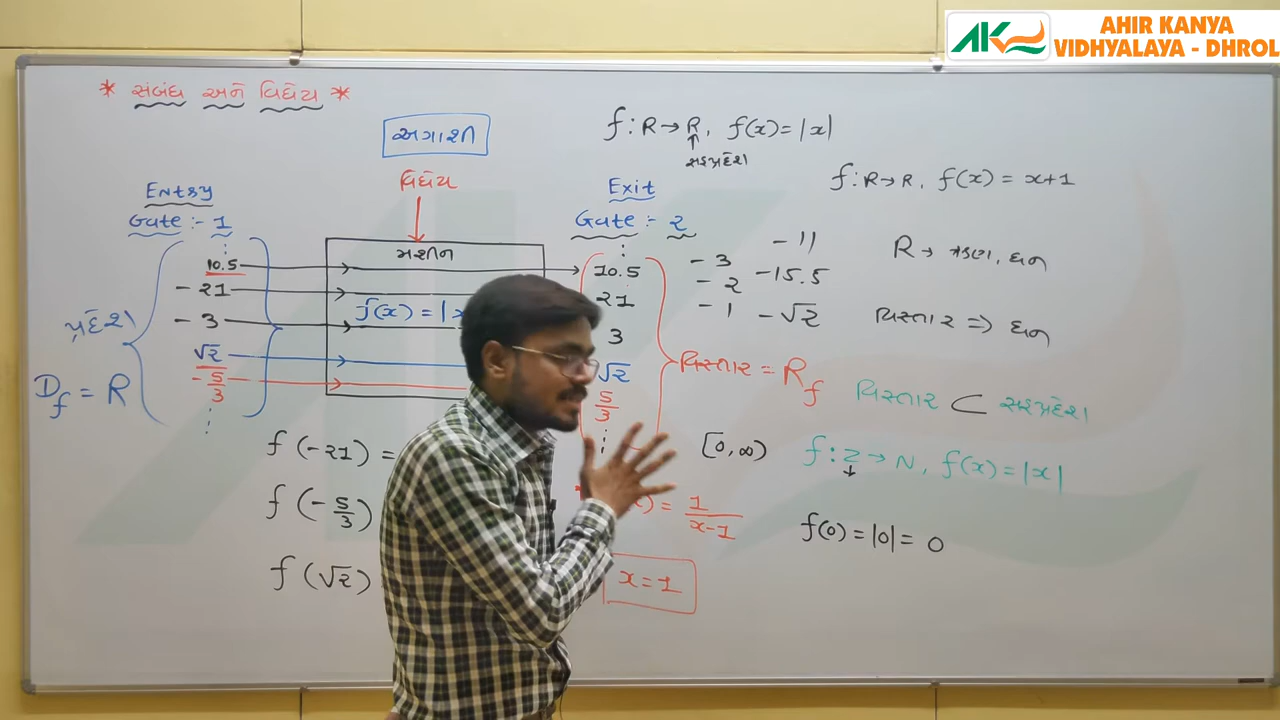 AHIR KANYA
VIDHYALAYA - DHROL
* સંબંધ અને વિધેય *
અગાશી
વિધેય
Entry
Gate :- 1
10.5
- 21
- 3
√2
- 5/3
પ્રદેશ
D_f = R
મશીન
f(x) = |x
Exit
Gate :- 2
10.5
21
3
√2
5/3
f (-21) =
f (-5/3)
f (√2)
f : R → R, f(x) = |x|
સહપ્રદેશ
f : R → R, f(x) = x+1
- 3
- 2
- 1
- 11
-15.5
- √2
R → ઋણ, ધન
વિસ્તાર ⇒ ધન
વિસ્તાર = R_f
વિસ્તાર ⊂ સહપ્રદેશ
[0, ∞)
f : Z → N, f(x) = |x|
x) = 1/(x-1)
f(0) = |0| = 0
x = 1